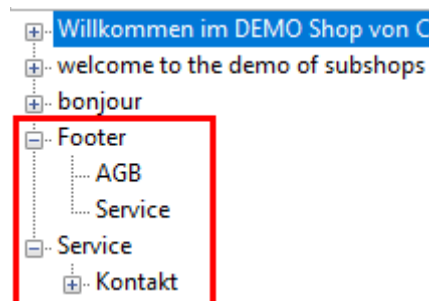 Willkommen im DEMO Shop von C
welcome to the demo of subshops
bonjour
Footer
AGB
Service
Service
Kontakt